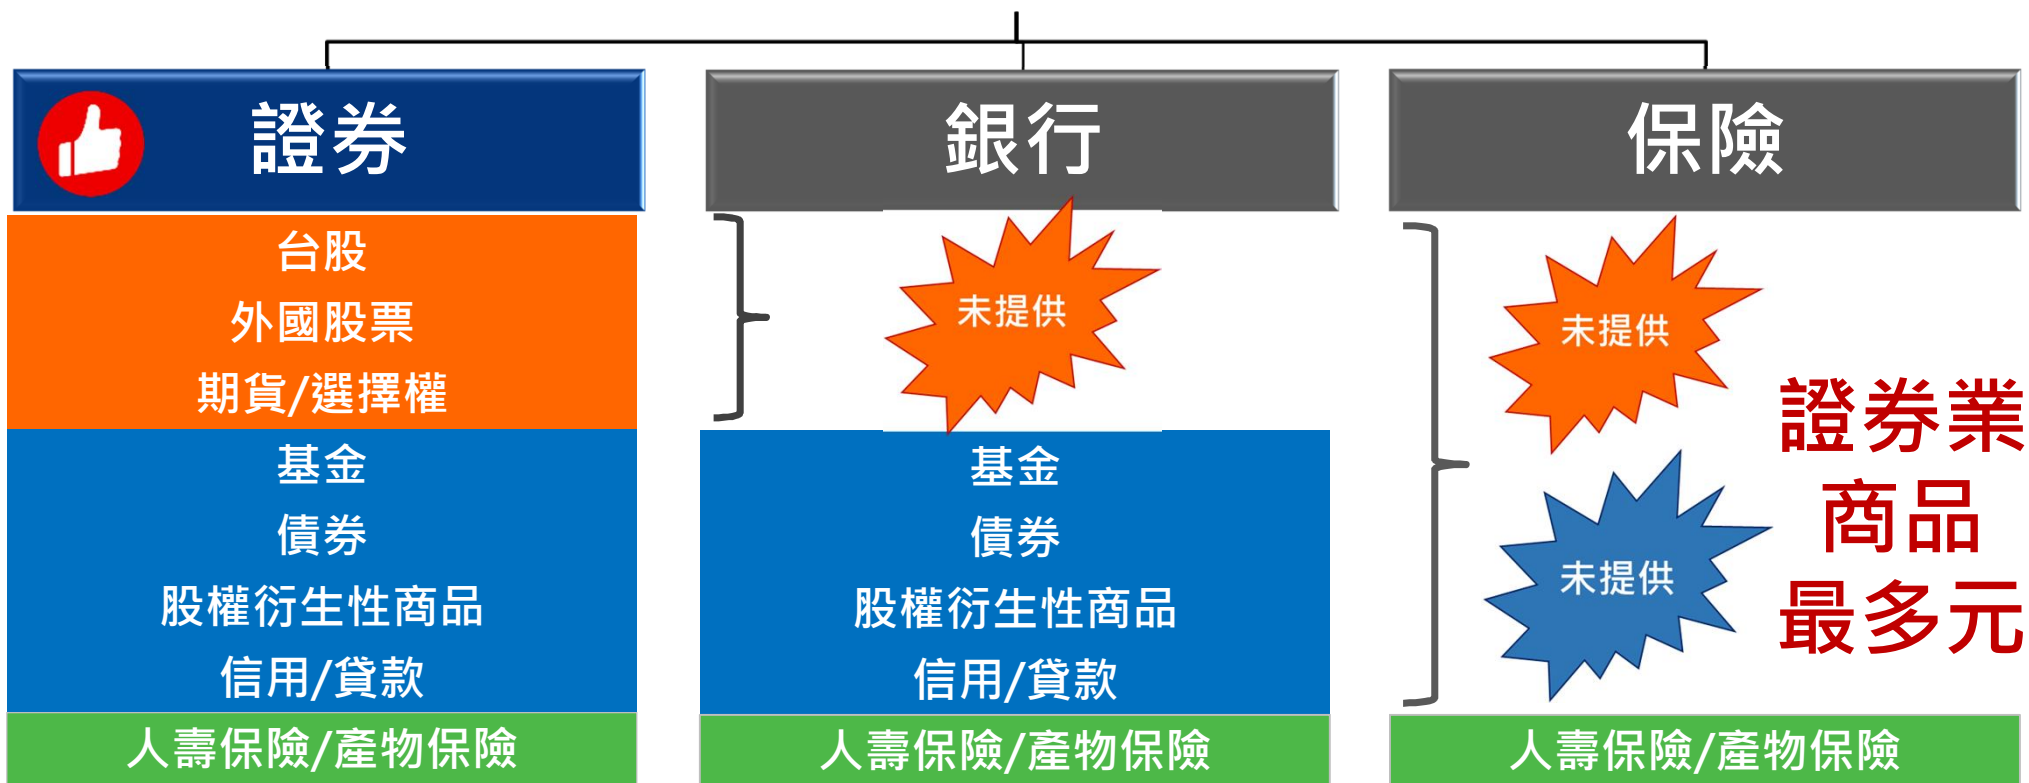 證券
台股
外國股票
期貨/選擇權
基金
債券
股權衍生性商品
信用/貸款
人壽保險/產物保險
銀行
未提供
基金
債券
股權衍生性商品
信用/貸款
人壽保險/產物保險
保險
未提供
未提供
人壽保險/產物保險
證券業
商品
最多元